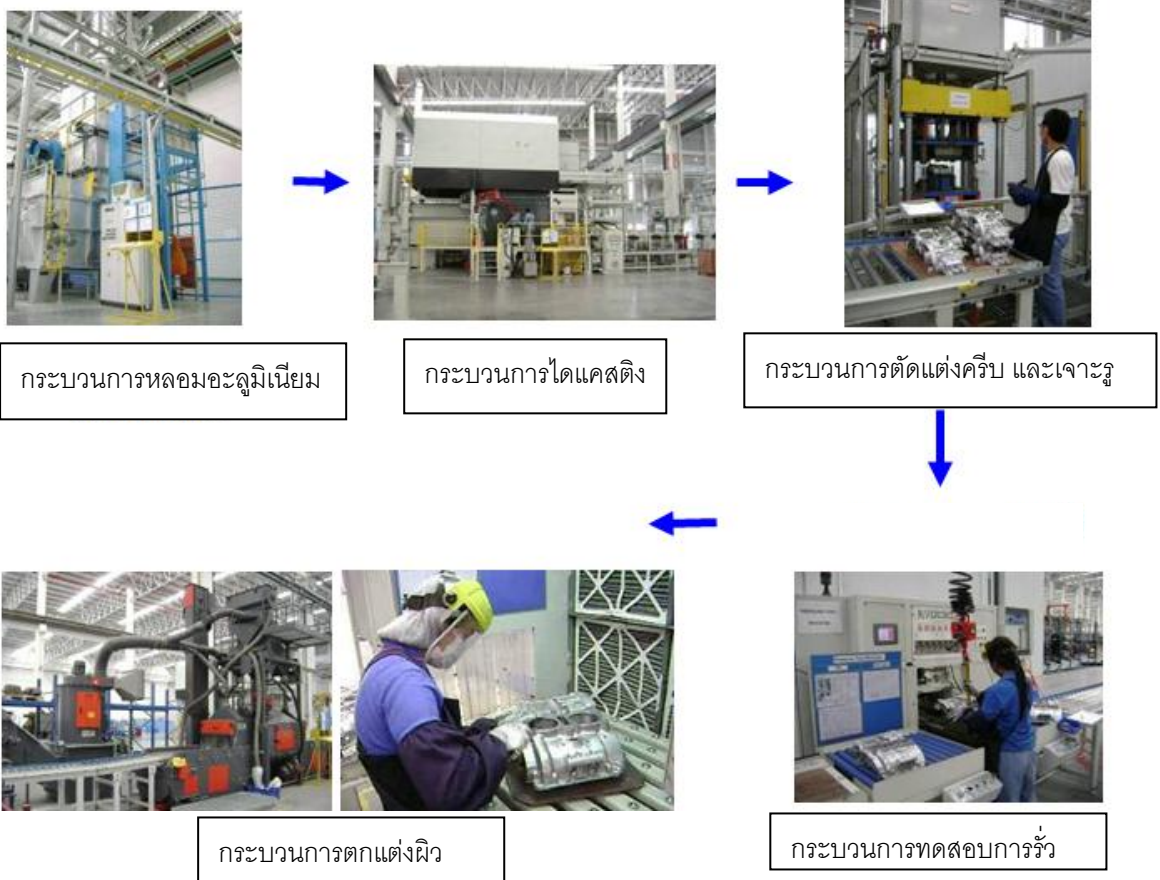 กระบวนการหลอมอะลูมิเนียม
กระบวนการไดแคสติง
กระบวนการตัดแต่งครีบ และเจาะรู
กระบวนการทดสอบการรั่ว
กระบวนการตกแต่งผิว